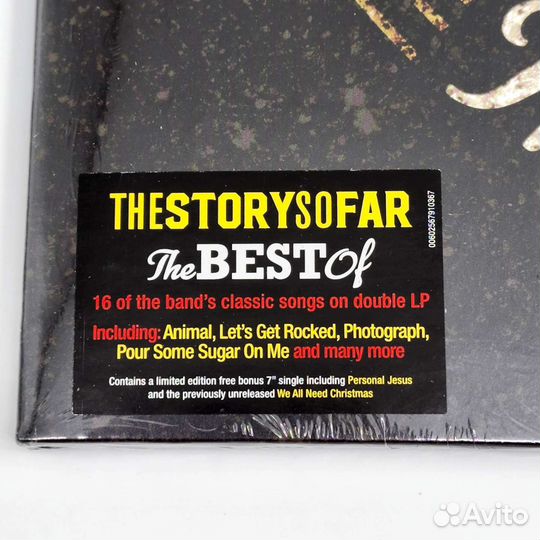 THESTORYSOFAR
The BEST Of
16 of the band's classic songs on double LP
Including: Animal, Let's Get Rocked, Photograph,
Pour Some Sugar On Me and many more
Contains a limited edition free bonus 7" single including Personal Jesus
and the previously unreleased We All Need Christmas
00602567910367
Avito